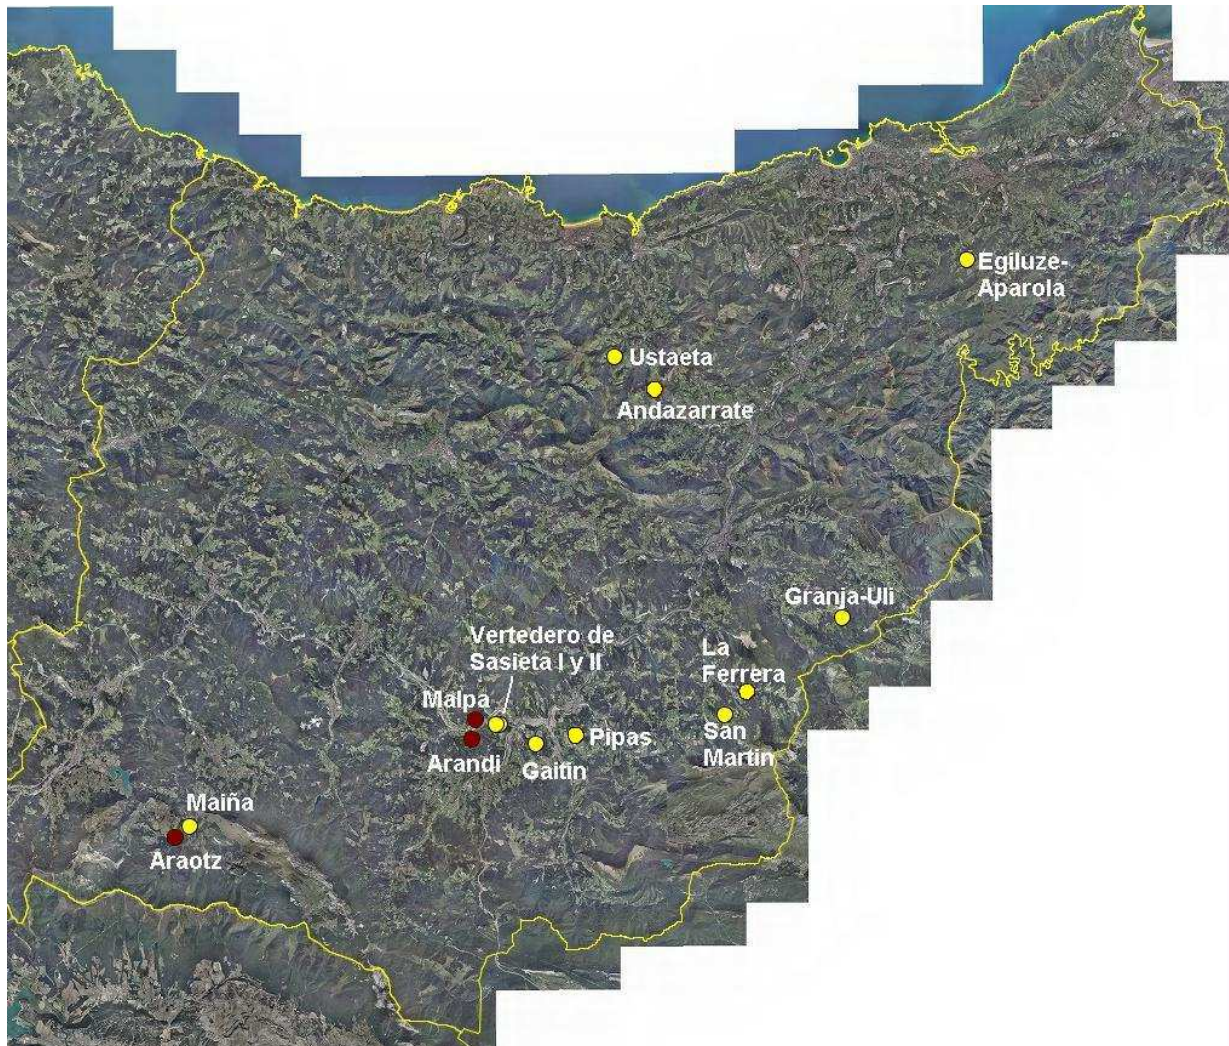 Egiluze-
Aparola
Ustaeta
Andazarrate
Granja-Uli
Vertedero de
Sasieta I y II
La
Ferrera
Malpa
Arandi
Gaitin
Pipas
San
Martin
Maiña
Araotz